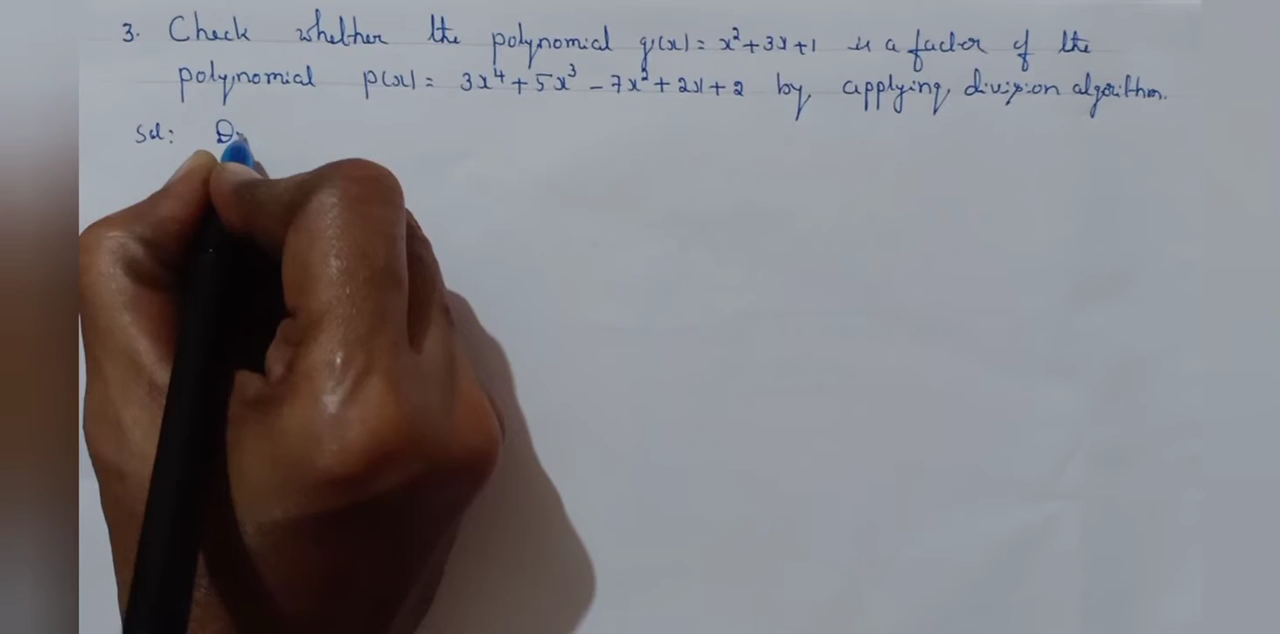 3. Check whether the polynomial g(x) = x² + 3x + 1 is a factor of the
polynomial p(x) = 3x⁴ + 5x³ - 7x² + 2x + 2 by applying division algorithm.
Sol: